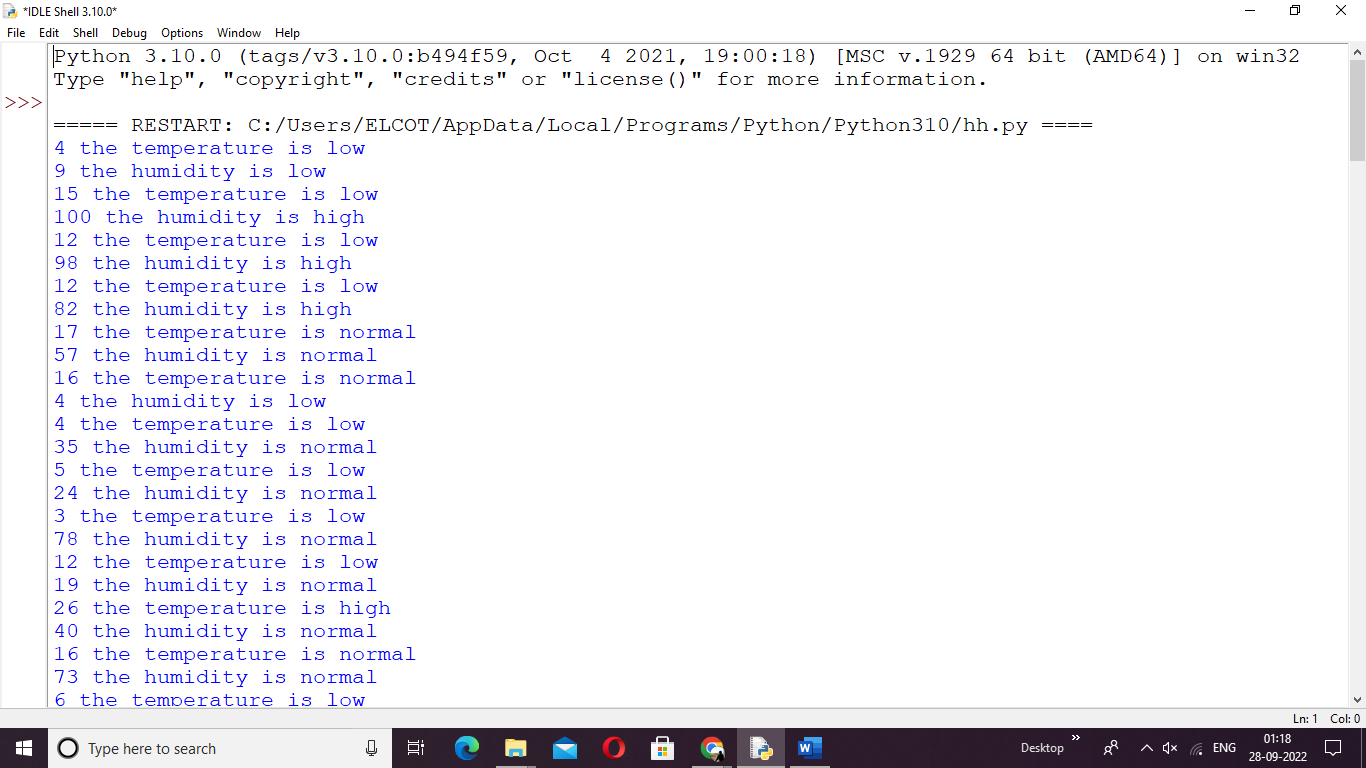 *IDLE Shell 3.10.0*
File Edit Shell Debug Options Window Help
Python 3.10.0 (tags/v3.10.0:b494f59, Oct  4 2021, 19:00:18) [MSC v.1929 64 bit (AMD64)] on win32
Type "help", "copyright", "credits" or "license()" for more information.
>>>
===== RESTART: C:/Users/ELCOT/AppData/Local/Programs/Python/Python310/hh.py ====
4 the temperature is low
9 the humidity is low
15 the temperature is low
100 the humidity is high
12 the temperature is low
98 the humidity is high
12 the temperature is low
82 the humidity is high
17 the temperature is normal
57 the humidity is normal
16 the temperature is normal
4 the humidity is low
4 the temperature is low
35 the humidity is normal
5 the temperature is low
24 the humidity is normal
3 the temperature is low
78 the humidity is normal
12 the temperature is low
19 the humidity is normal
26 the temperature is high
40 the humidity is normal
16 the temperature is normal
73 the humidity is normal
6 the temperature is low
Ln: 1 Col: 0
Type here to search
W
Desktop
ENG
01:18
28-09-2022